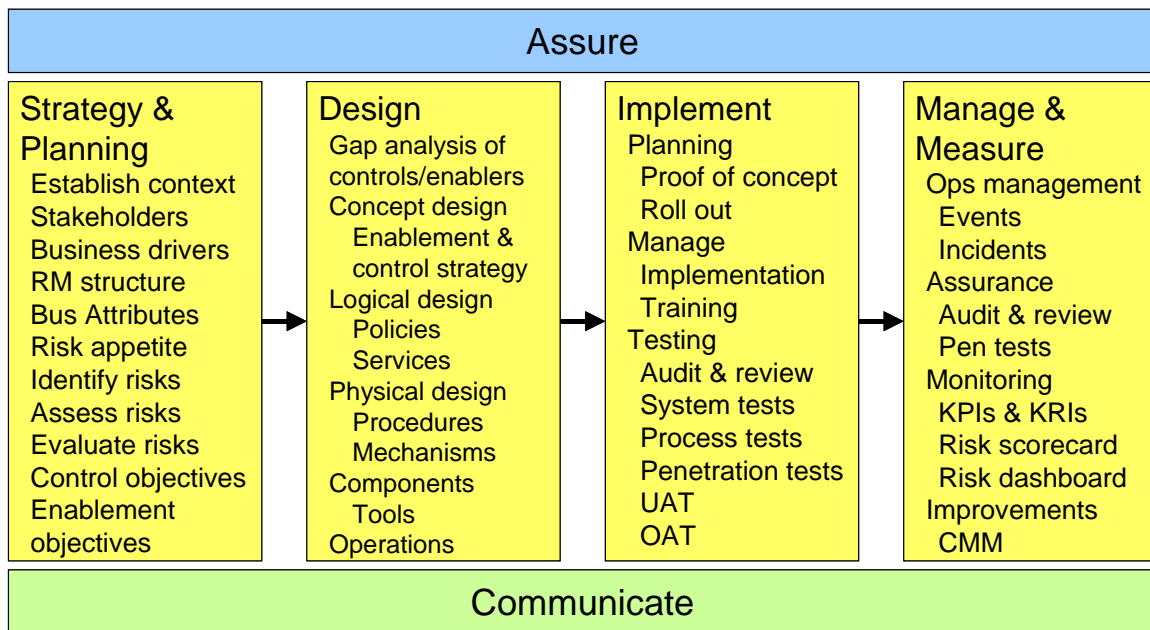 Assure
Strategy &
Planning
Establish context
Stakeholders
Business drivers
RM structure
Bus Attributes
Risk appetite
Identify risks
Assess risks
Evaluate risks
Control objectives
Enablement
objectives
Design
Gap analysis of
controls/enablers
Concept design
Enablement &
control strategy
Logical design
Policies
Services
Physical design
Procedures
Mechanisms
Components
Tools
Operations
Implement
Planning
Proof of concept
Roll out
Manage
Implementation
Training
Testing
Audit & review
System tests
Process tests
Penetration tests
UAT
OAT
Manage &
Measure
Ops management
Events
Incidents
Assurance
Audit & review
Pen tests
Monitoring
KPIs & KRIs
Risk scorecard
Risk dashboard
Improvements
CMM
Communicate